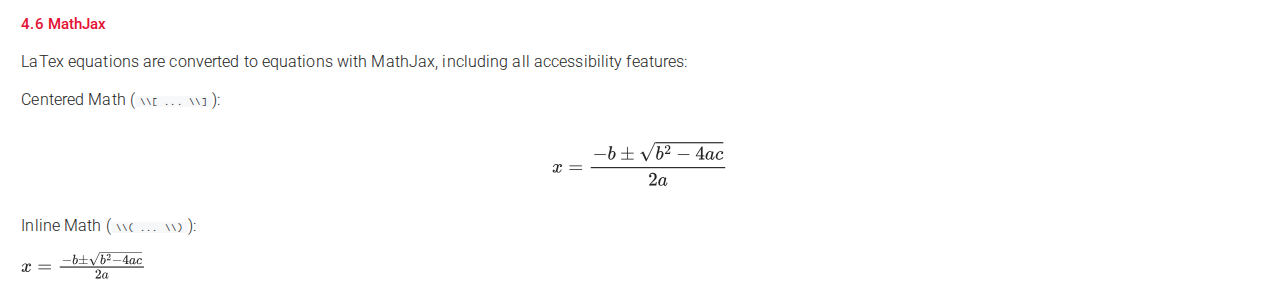 4.6 MathJax
LaTex equations are converted to equations with MathJax, including all accessibility features:
Centered Math ( \\[ ... \\] ):
x = \frac{-b \pm \sqrt{b^2 - 4ac}}{2a}
Inline Math ( \\( ... \\) ):
x = \frac{-b \pm \sqrt{b^2 - 4ac}}{2a}